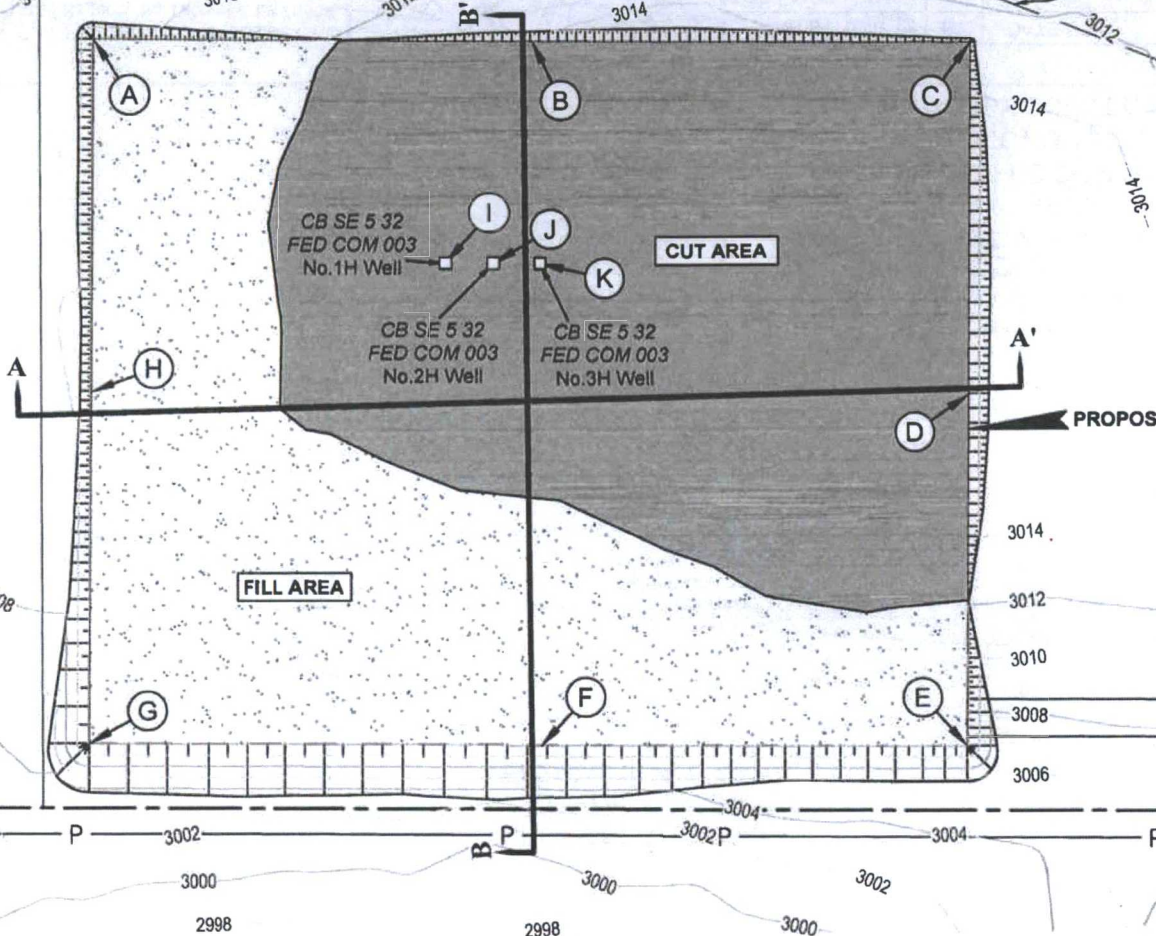 3014
3012
B'
A
B
C
3014
3014
I
J
K
CB SE 5 32
FED COM 003
No.1H Well
CUT AREA
CB SE 5 32
FED COM 003
No.2H Well
CB SE 5 32
FED COM 003
No.3H Well
A
A'
H
D
PROPOS
3014
FILL AREA
3012
3010
3008
G
F
E
3006
3004
P
3002
P
3002
P
3004
P
B
3000
3000
3002
2998
2998
3000